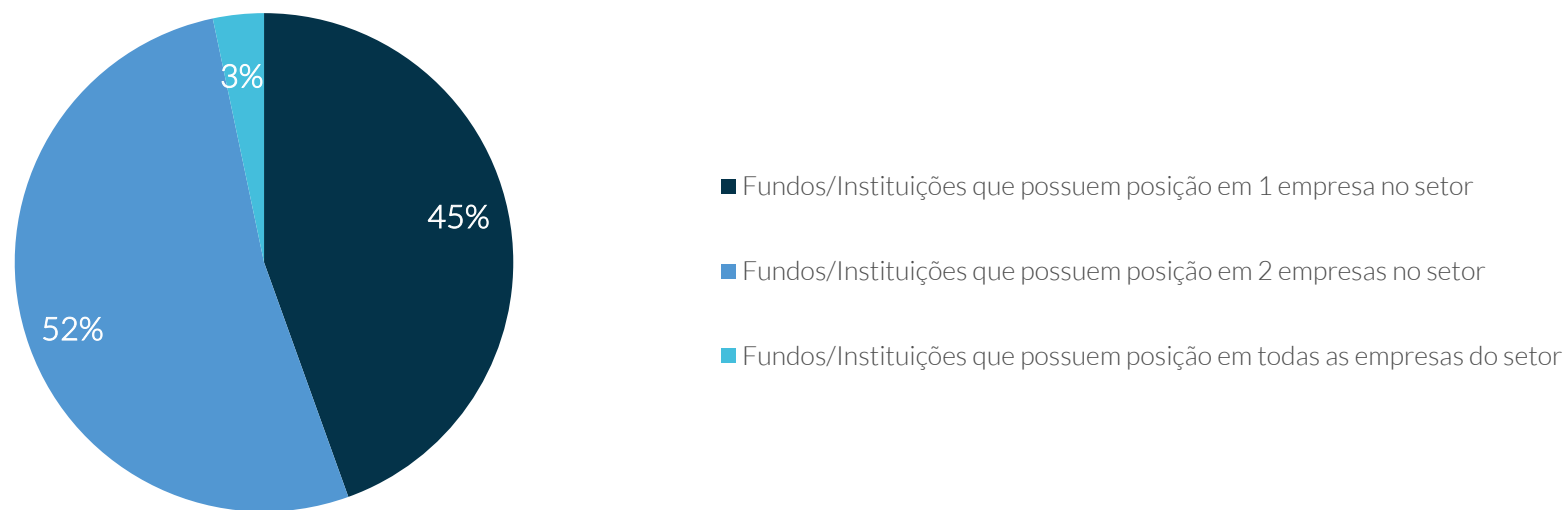 3%
45%
52%
Fundos/Instituições que possuem posição em 1 empresa no setor
Fundos/Instituições que possuem posição em 2 empresas no setor
Fundos/Instituições que possuem posição em todas as empresas do setor